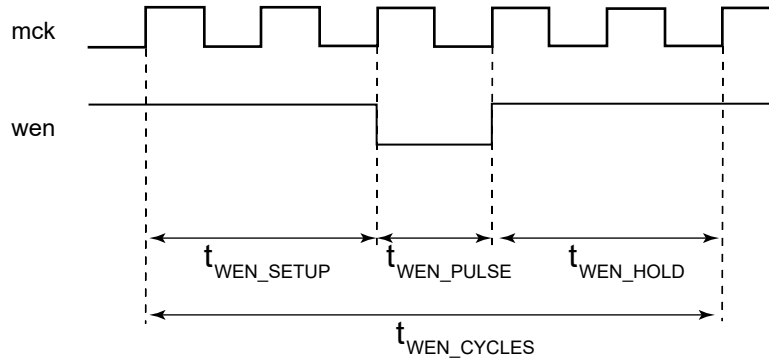 mck
wen
tWEN_SETUP
tWEN_PULSE
tWEN_HOLD
tWEN_CYCLES